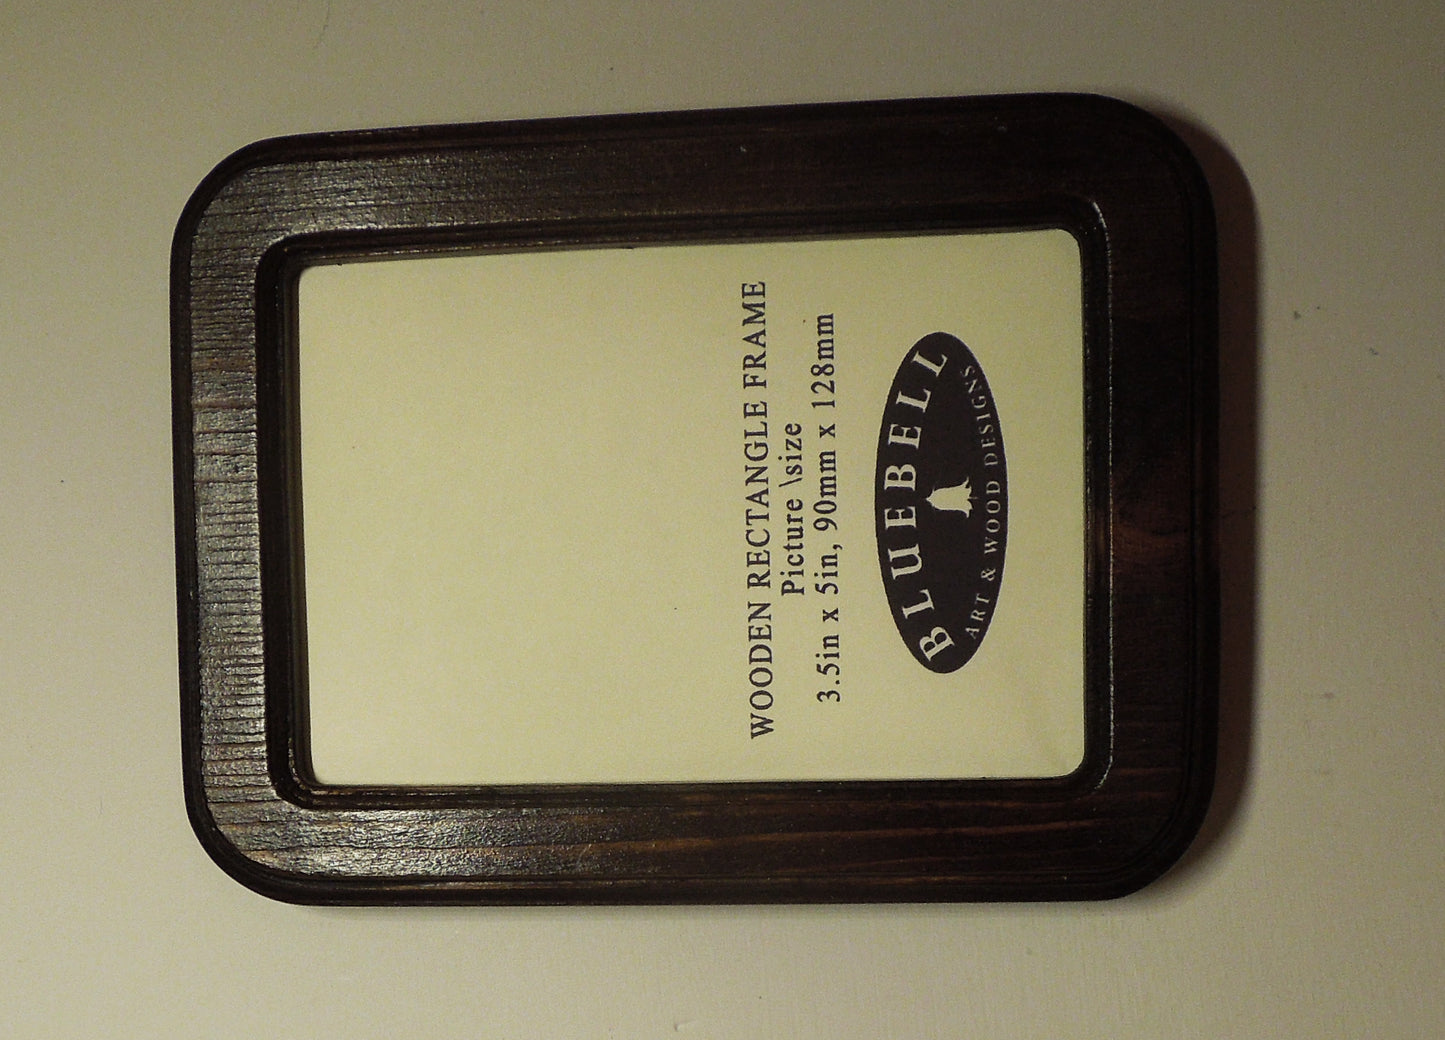 WOODEN RECTANGLE FRAME
Picture \size
3.5in x 5in, 90mm x 128mm
BLUEBELL
ART & WOOD DESIGNS